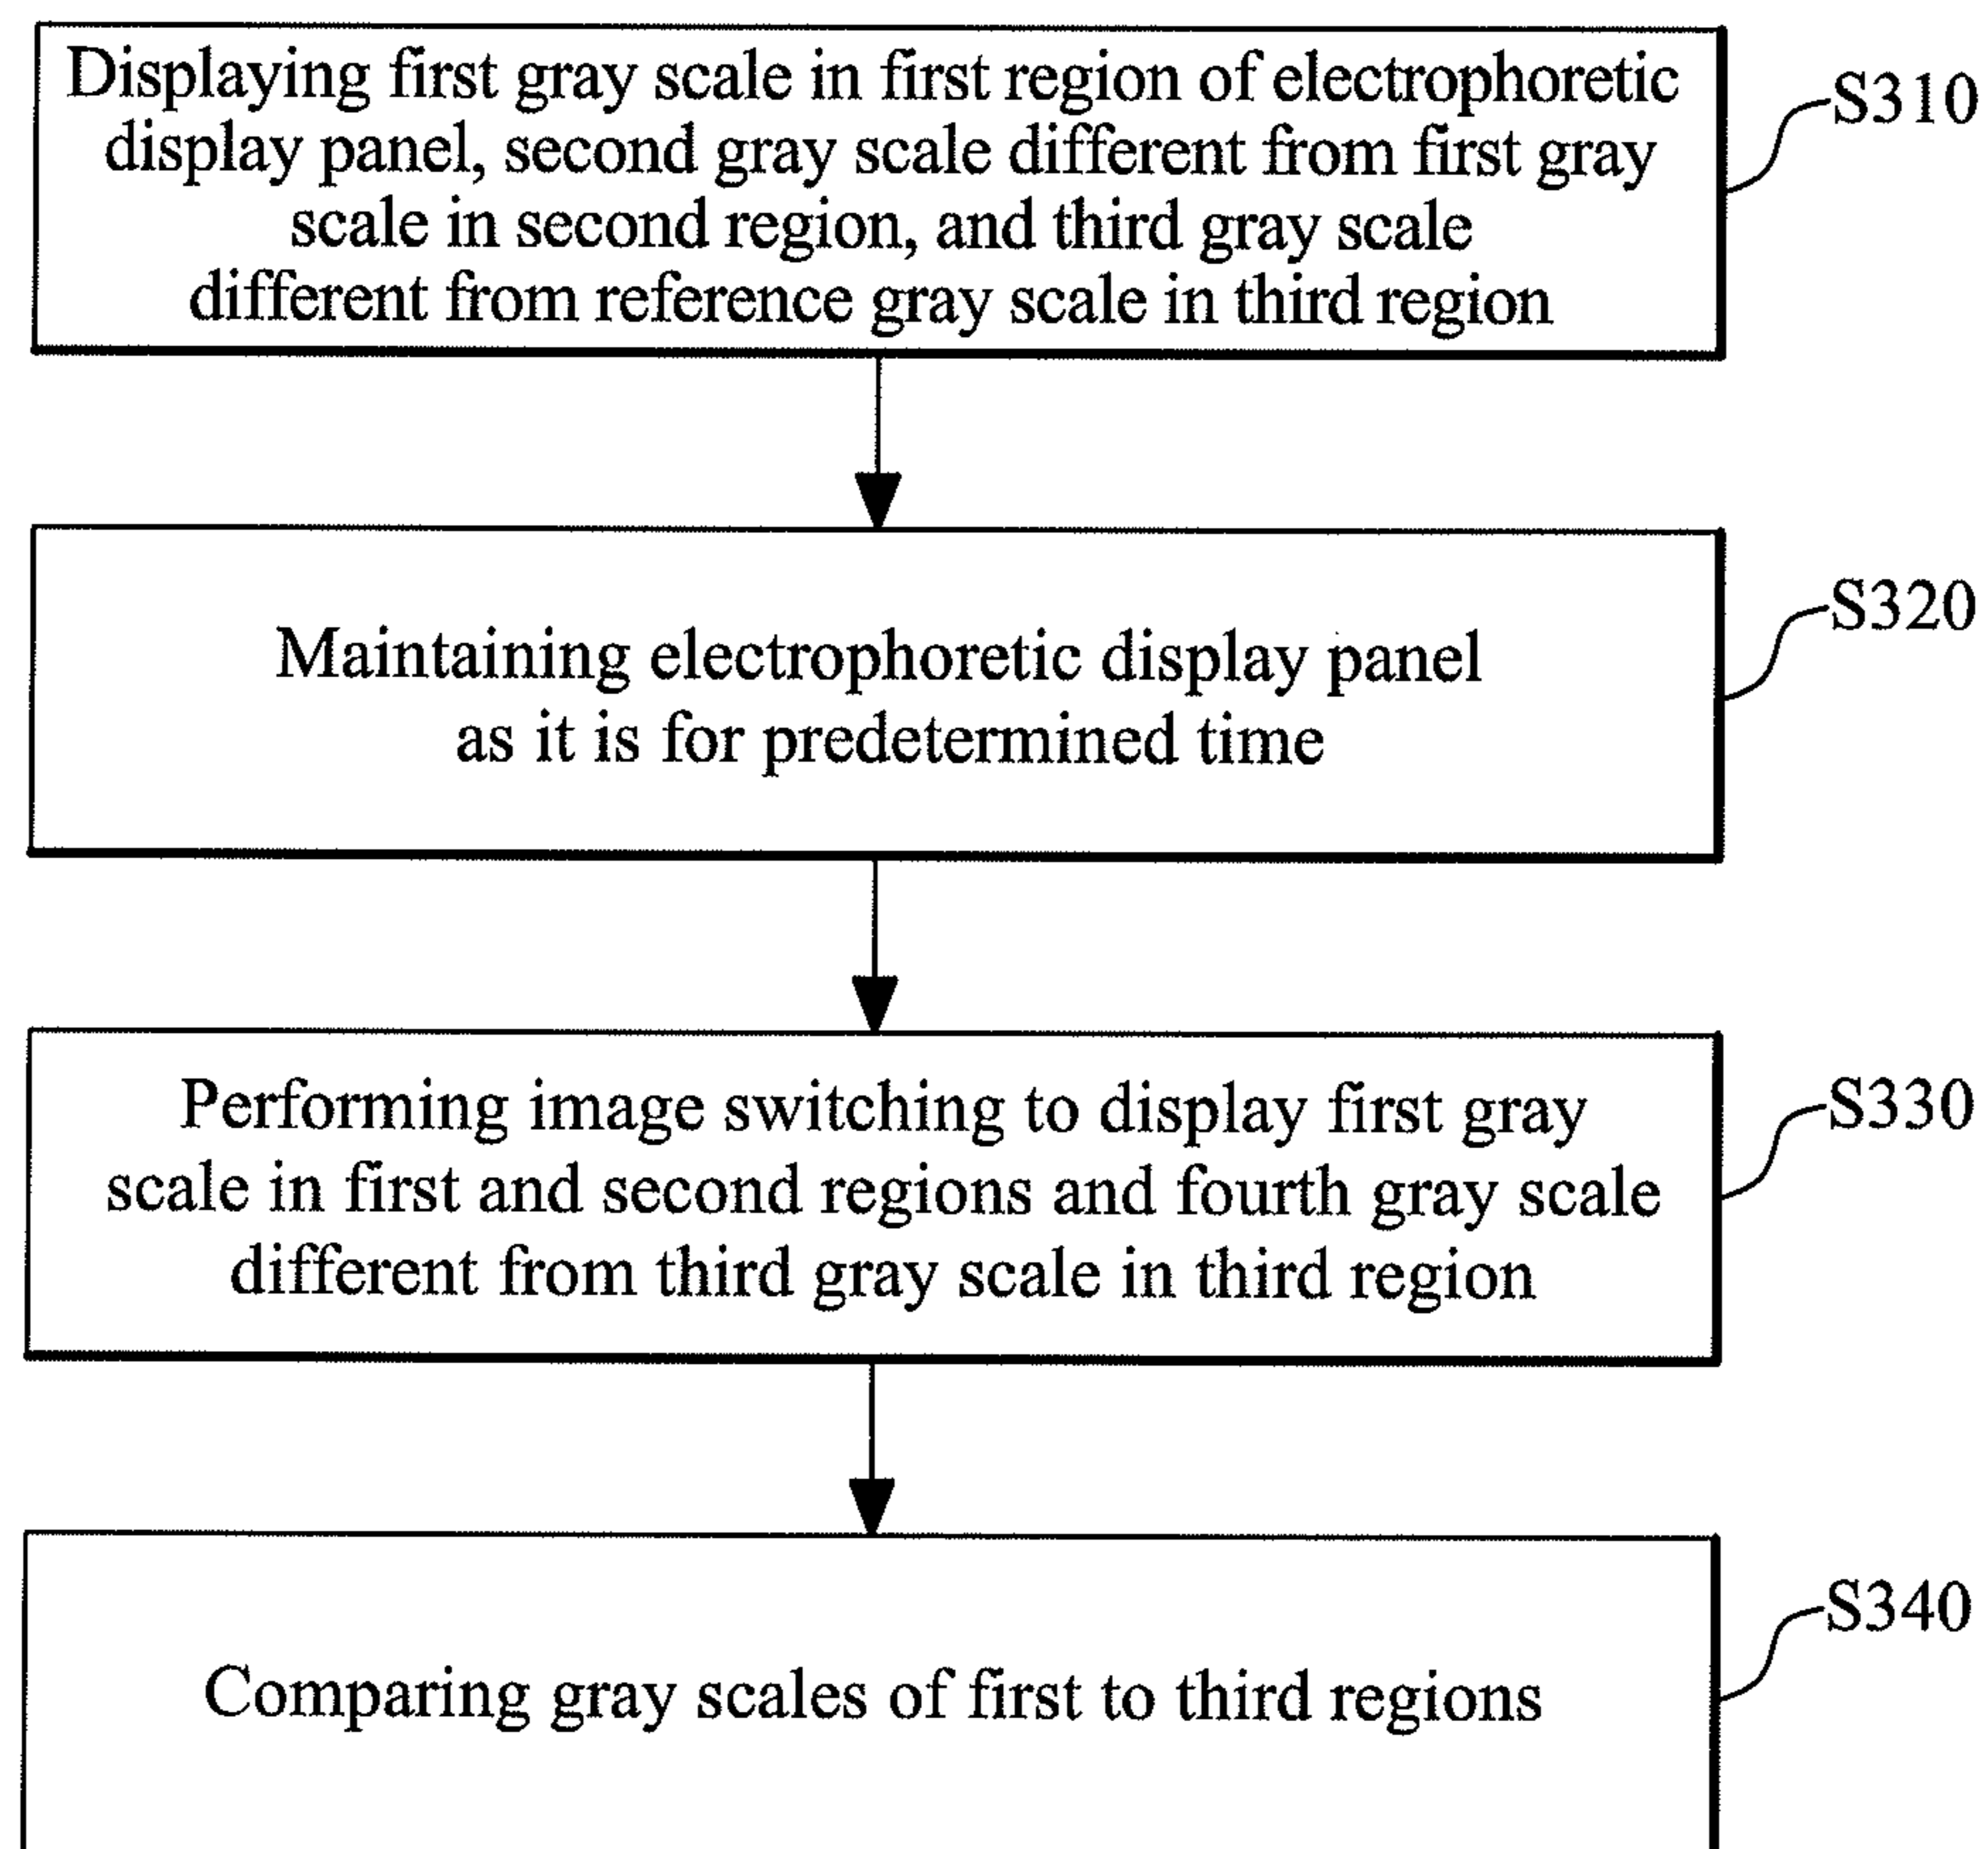 Displaying first gray scale in first region of electrophoretic
display panel, second gray scale different from first gray
scale in second region, and third gray scale
different from reference gray scale in third region
S310
Maintaining electrophoretic display panel
as it is for predetermined time
S320
Performing image switching to display first gray
scale in first and second regions and fourth gray scale
different from third gray scale in third region
S330
Comparing gray scales of first to third regions
S340